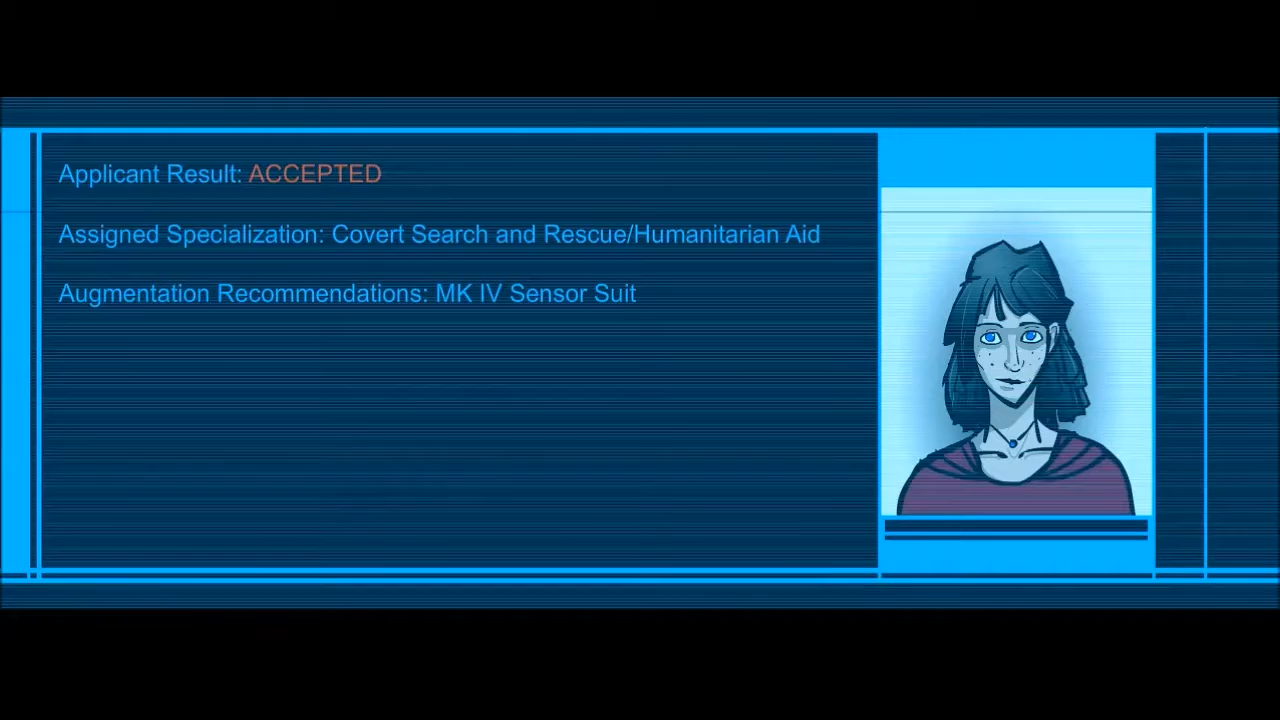 Applicant Result: ACCEPTED
Assigned Specialization: Covert Search and Rescue/Humanitarian Aid
Augmentation Recommendations: MK IV Sensor Suit